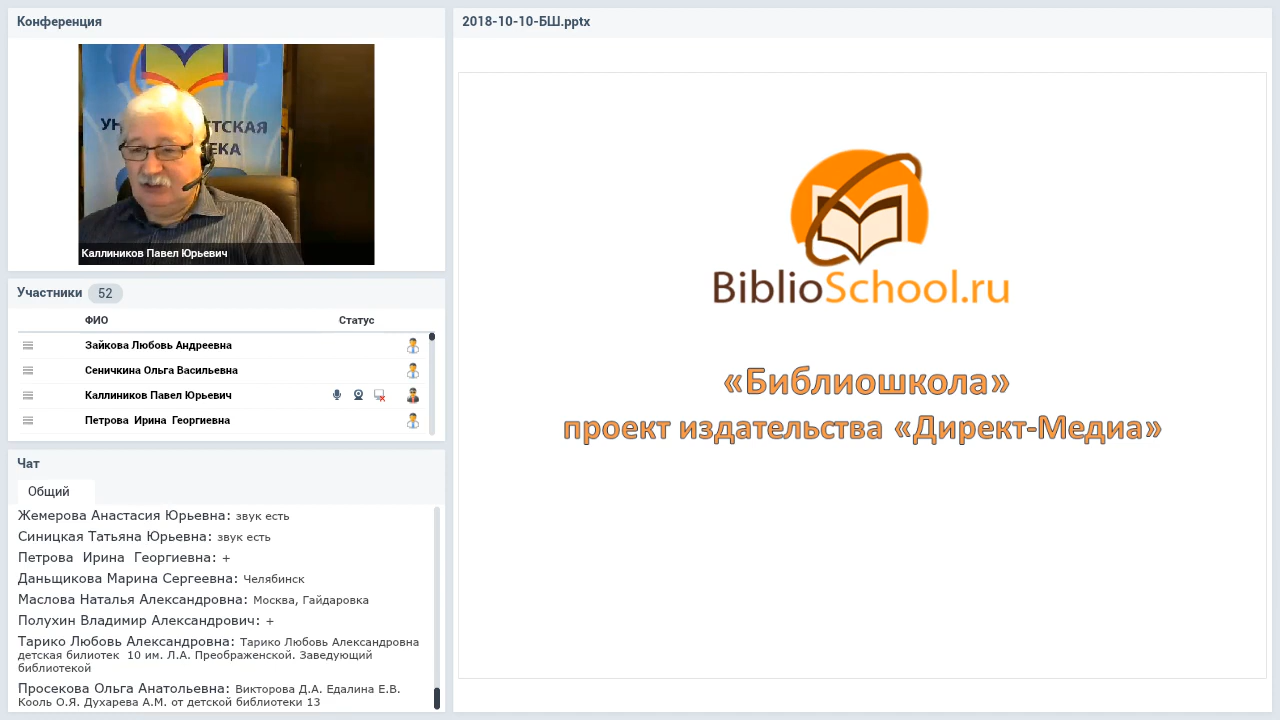 Конференция
УН ЕТСКАЯ
ЕКА
Каллиников Павел Юрьевич
Участники 52
ФИО Статус
Зайкова Любовь Андреевна
Сеничкина Ольга Васильевна
Каллиников Павел Юрьевич
Петрова Ирина Георгиевна
Чат
Общий
Жемерова Анастасия Юрьевна: звук есть
Синицкая Татьяна Юрьевна: звук есть
Петрова Ирина Георгиевна: +
Даньщикова Марина Сергеевна: Челябинск
Маслова Наталья Александровна: Москва, Гайдаровка
Полухин Владимир Александрович: +
Тарико Любовь Александровна: Тарико Любовь Александровна
детская билиотек 10 им. Л.А. Преображенской. Заведующий
библиотекой
Просекова Ольга Анатольевна: Викторова Д.А. Едалина Е.В.
Кооль О.Я. Духарева А.М. от детской библиотеки 13
2018-10-10-БШ.pptx
BiblioSchool.ru
«Библиошкола»
проект издательства «Директ-Медиа»